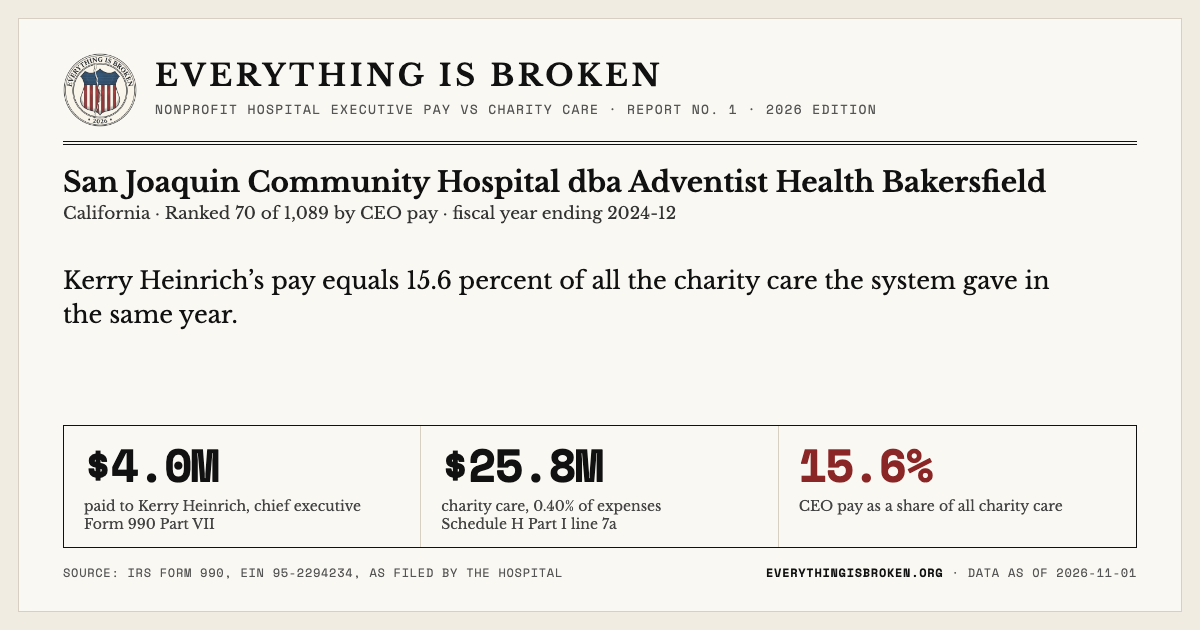 EVERYTHING IS BROKEN
2026
EVERYTHING IS BROKEN
NONPROFIT HOSPITAL EXECUTIVE PAY VS CHARITY CARE · REPORT NO. 1 · 2026 EDITION
San Joaquin Community Hospital dba Adventist Health Bakersfield
California · Ranked 70 of 1,089 by CEO pay · fiscal year ending 2024-12
Kerry Heinrich’s pay equals 15.6 percent of all the charity care the system gave in
the same year.
$4.0M
paid to Kerry Heinrich, chief executive
Form 990 Part VII
$25.8M
charity care, 0.40% of expenses
Schedule H Part I line 7a
15.6%
CEO pay as a share of all charity care
SOURCE: IRS FORM 990, EIN 95-2294234, AS FILED BY THE HOSPITAL
EVERYTHINGISBROKEN.ORG · DATA AS OF 2026-11-01